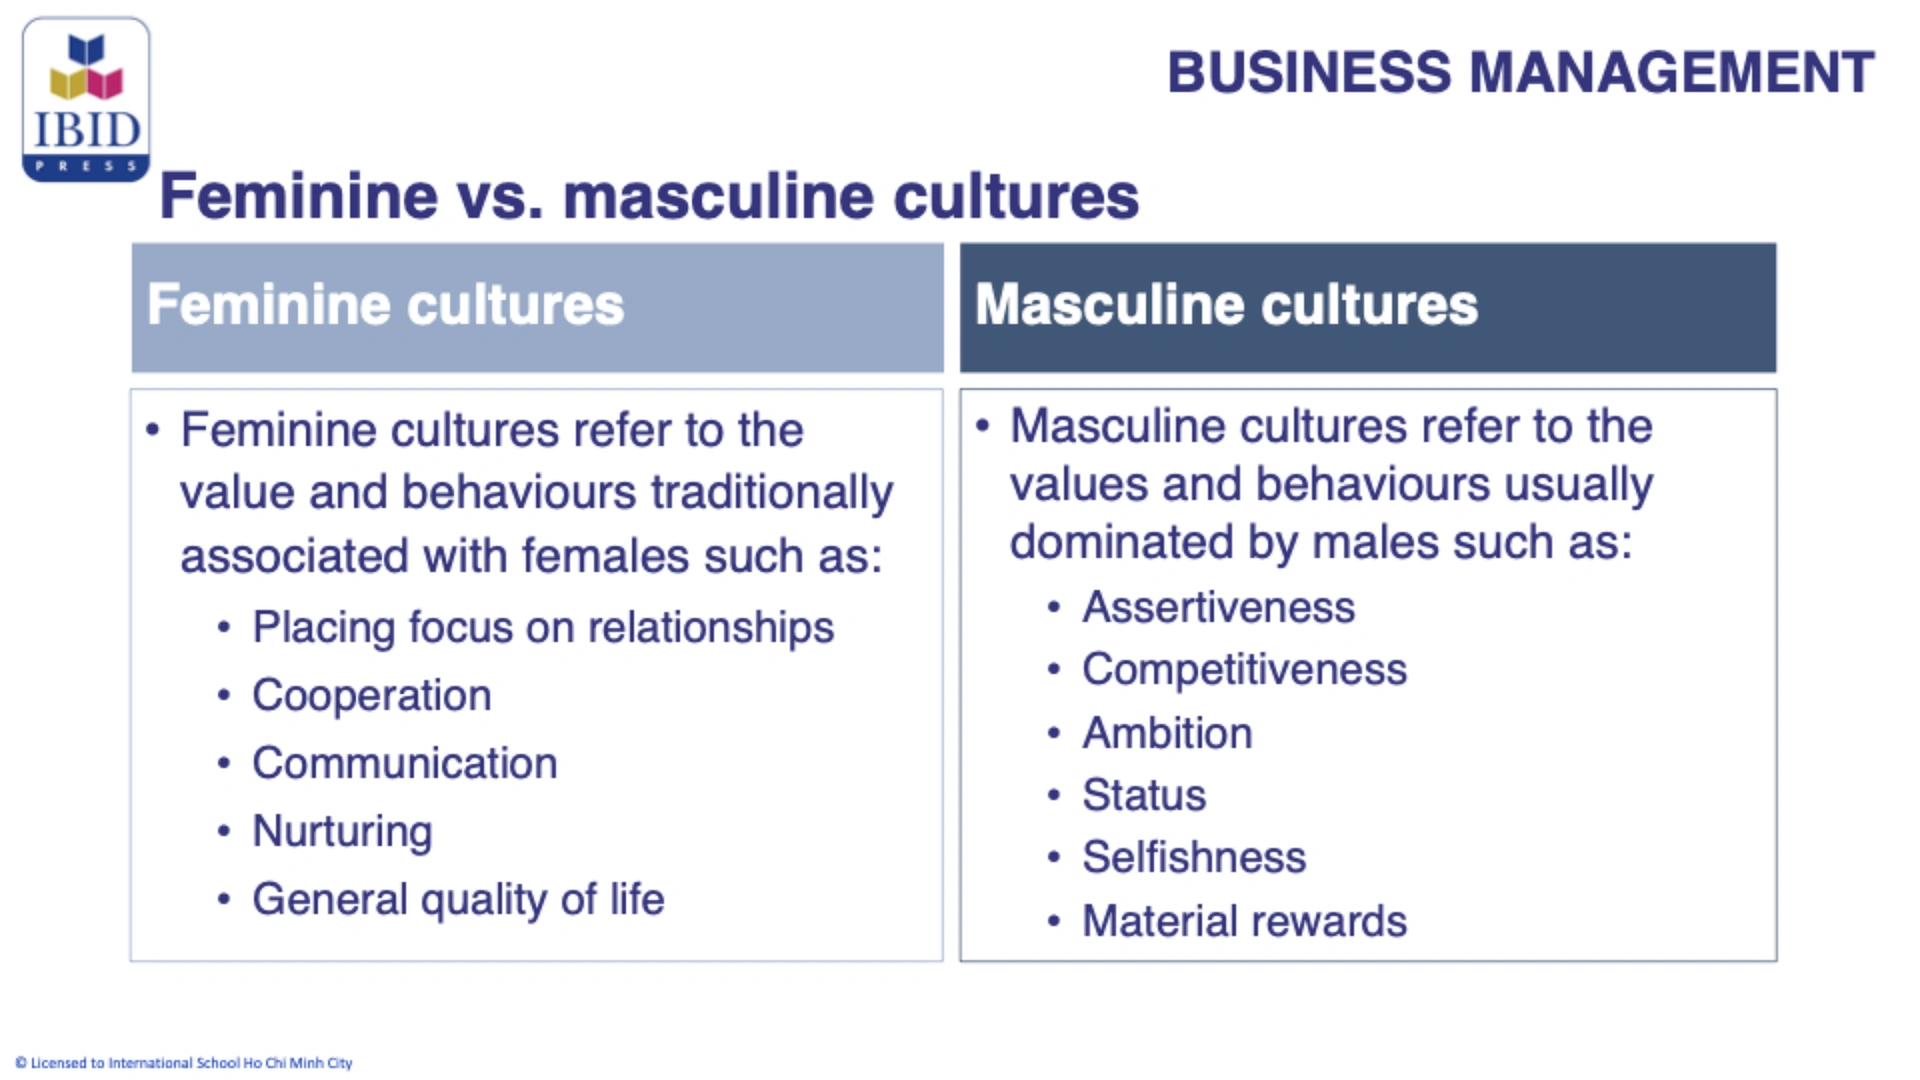 IBID
PRESS
BUSINESS MANAGEMENT
Feminine vs. masculine cultures
Feminine cultures
• Feminine cultures refer to the
value and behaviours traditionally
associated with females such as:
• Placing focus on relationships
• Cooperation
• Communication
• Nurturing
• General quality of life
Masculine cultures
• Masculine cultures refer to the
values and behaviours usually
dominated by males such as:
• Assertiveness
• Competitiveness
• Ambition
• Status
• Selfishness
• Material rewards
© Licensed to International School Ho Chi Minh City